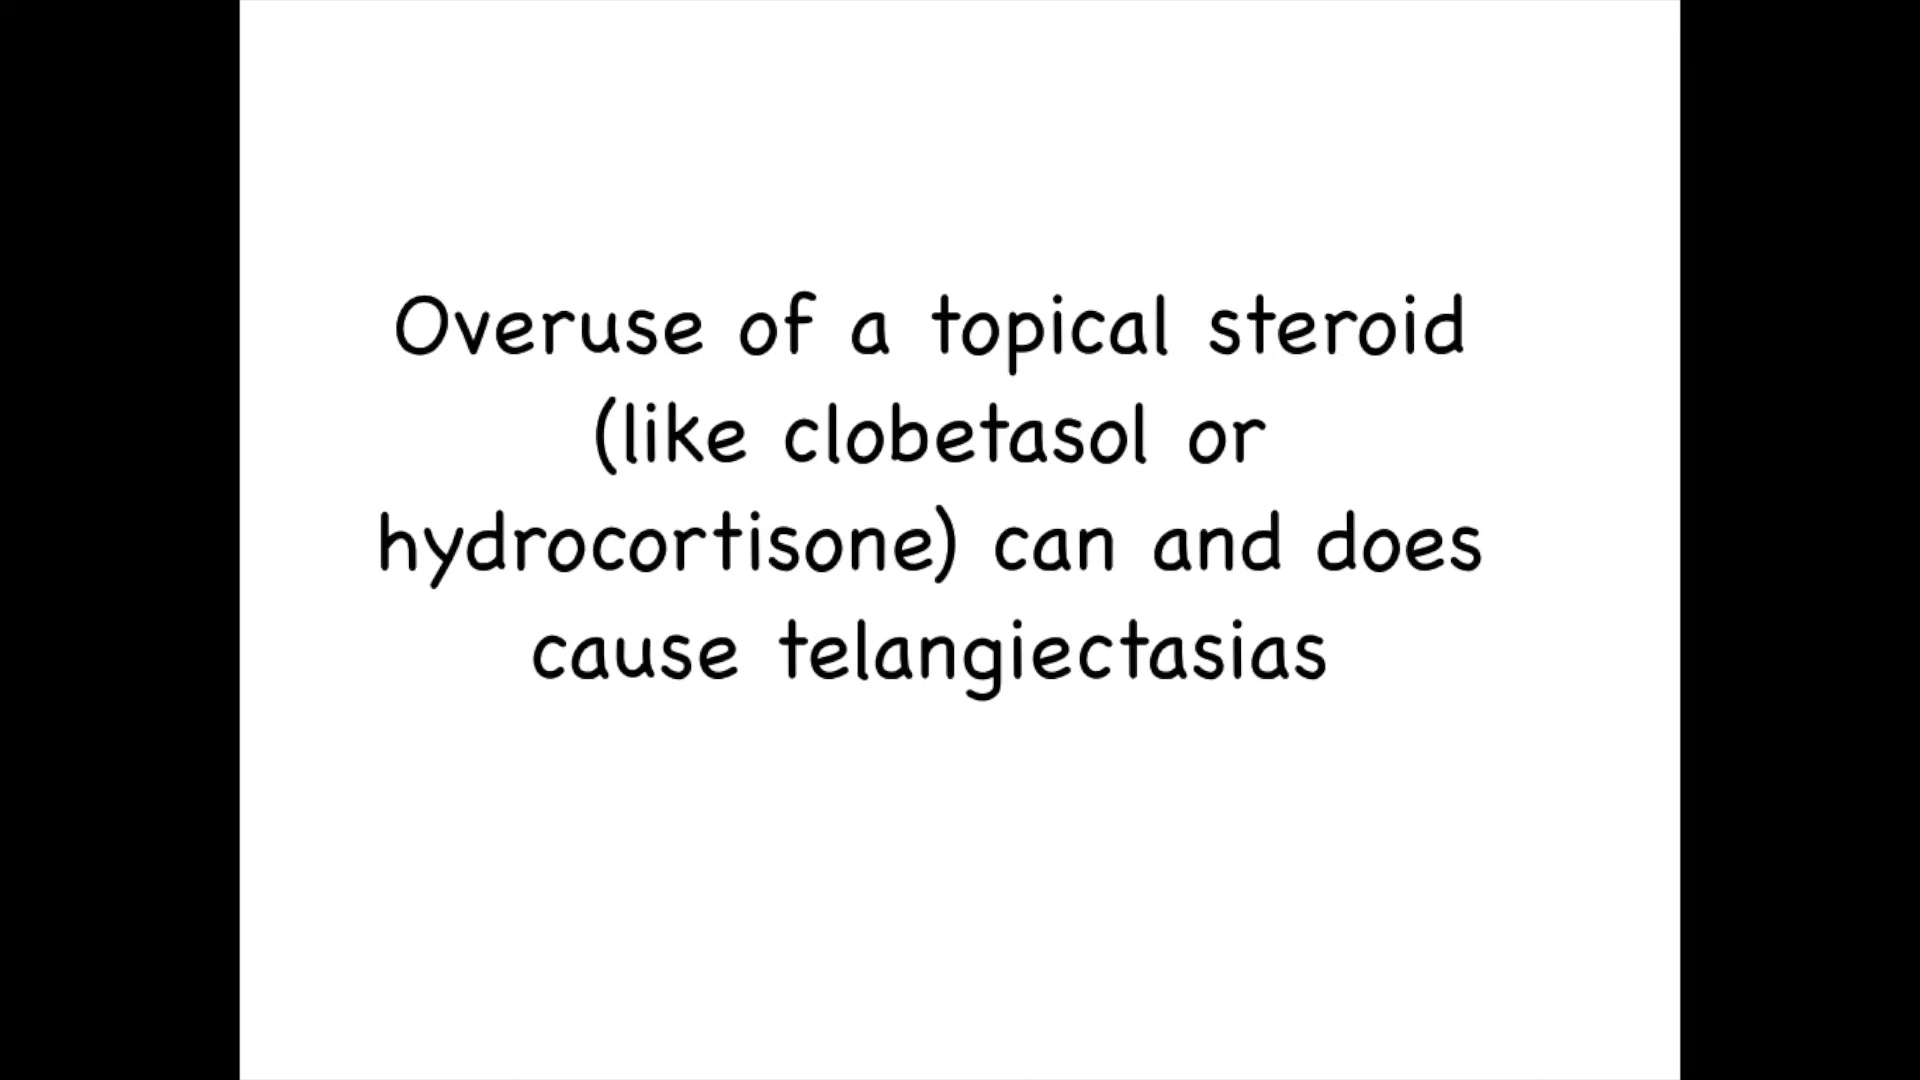 Overuse of a topical steroid
(like clobetasol or
hydrocortisone) can and does
cause telangiectasias